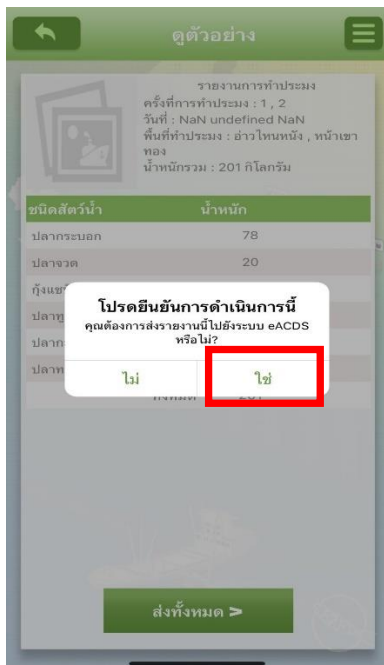 ดูตัวอย่าง
รายงานการทำประมง
ครั้งที่การทำประมง : 1 , 2
วันที่ : NaN undefined NaN
พื้นที่ทำประมง : อ่าวไหนหนัง , หน้าเขา
ทอง
น้ำหนักรวม : 201 กิโลกรัม
ชนิดสัตว์น้ำ น้ำหนัก
ปลากระบอก 78
ปลาจวด 20
โปรดยืนยันการดำเนินการนี้
คุณต้องการส่งรายงานนี้ไปยังระบบ eACDS
หรือไม่?
ไม่ ใช่
ส่งทั้งหมด >